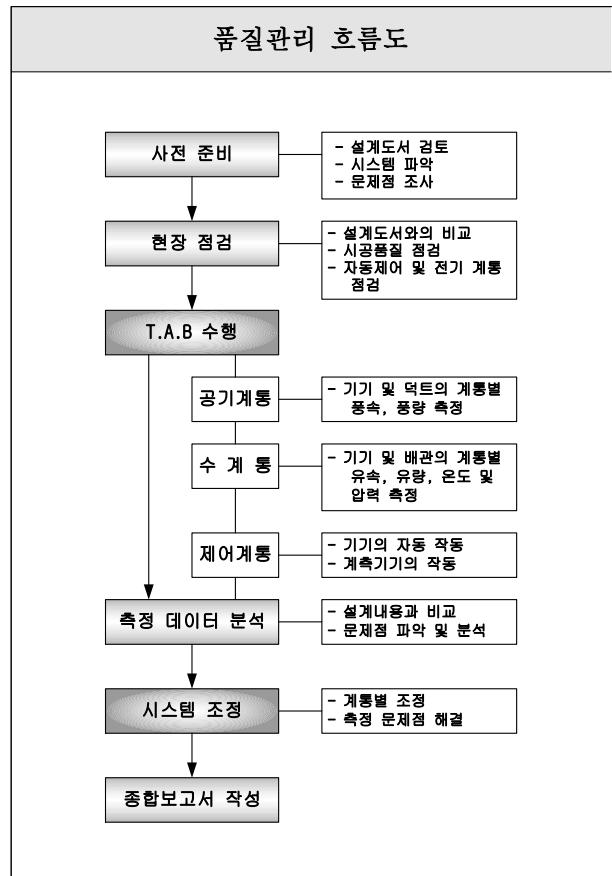 품질관리 흐름도
사전 준비
- 설계도서 검토
- 시스템 파악
- 문제점 조사
현장 점검
- 설계도서와의 비교
- 시공품질 점검
- 자동제어 및 전기 계통
점검
T.A.B 수행
공기계통
- 기기 및 덕트의 계통별
풍속, 풍량 측정
수 계 통
- 기기 및 배관의 계통별
유속, 유량, 온도 및
압력 측정
제어계통
- 기기의 자동 작동
- 계측기기의 작동
측정 데이터 분석
- 설계내용과 비교
- 문제점 파악 및 분석
시스템 조정
- 계통별 조정
- 측정 문제점 해결
종합보고서 작성